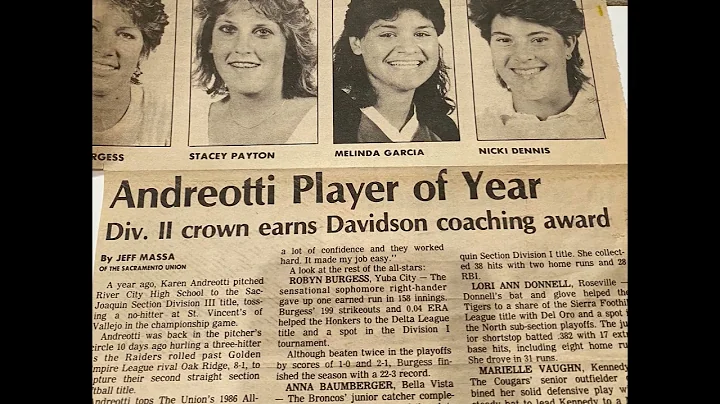 RGESS
STACEY PAYTON
MELINDA GARCIA
NICKI DENNIS
Andreotti Player of Year
Div. II crown earns Davidson coaching award
By JEFF MASSA
OF THE SACRAMENTO UNION
A year ago, Karen Andreotti pitched
River City High School to the Sac-
Joaquin Section Division III title, toss-
ing a no-hitter at St. Vincent's of
Vallejo in the championship game.
Andreotti was back in the pitcher's
circle 10 days ago hurling a three-hitter
s the Raiders rolled past Golden
mpire League rival Oak Ridge, 8-1, to
pture their second straight section
tball title.
Andreotti tops The Union's 1986 All-
a lot of confidence and they worked
hard. It made my job easy."
A look at the rest of the all-stars:
ROBYN BURGESS, Yuba City — The
sensational sophomore right-hander
gave up one earned run in 158 innings.
Burgess' 199 strikeouts and 0.04 ERA
helped the Honkers to the Delta League
title and a spot in the Division I
tournament.
Although beaten twice in the playoffs
by scores of 1-0 and 2-1, Burgess fin-
ished the season with a 22-3 record.
ANNA BAUMBERGER, Bella Vista
— The Broncos' junior catcher comple-
quin Section Division I title. She collect-
ed 38 hits with two home runs and 28
RBI.
LORI ANN DONNELL, Roseville —
Donnell's bat and glove helped the
Tigers to a share of the Sierra Foothil
League title with Del Oro and a spot i
the North sub-section playoffs. The ju
ior shortstop batted .382 with 17 extr
base hits, including eight home ru
She drove in 31 runs.
MARIELLE VAUGHN, Kennedy
The Cougars' senior outfielder
bined her solid defensive play w
steady bat to lead Kennedy to a